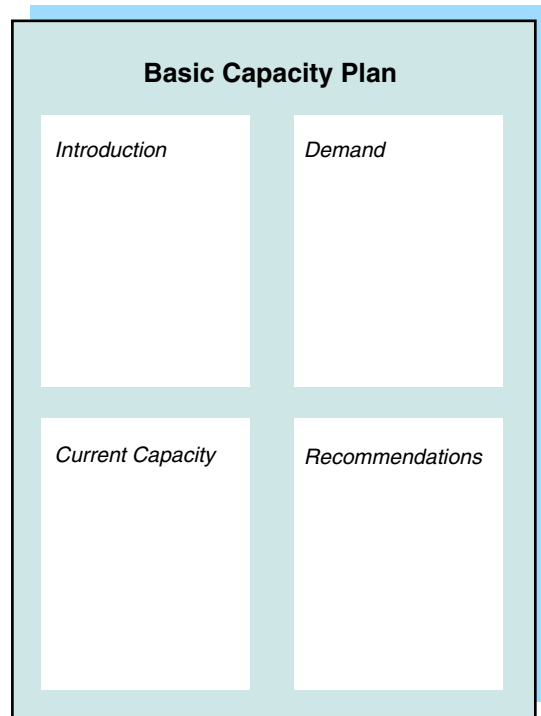 Basic Capacity Plan
Introduction
Demand
Current Capacity
Recommendations